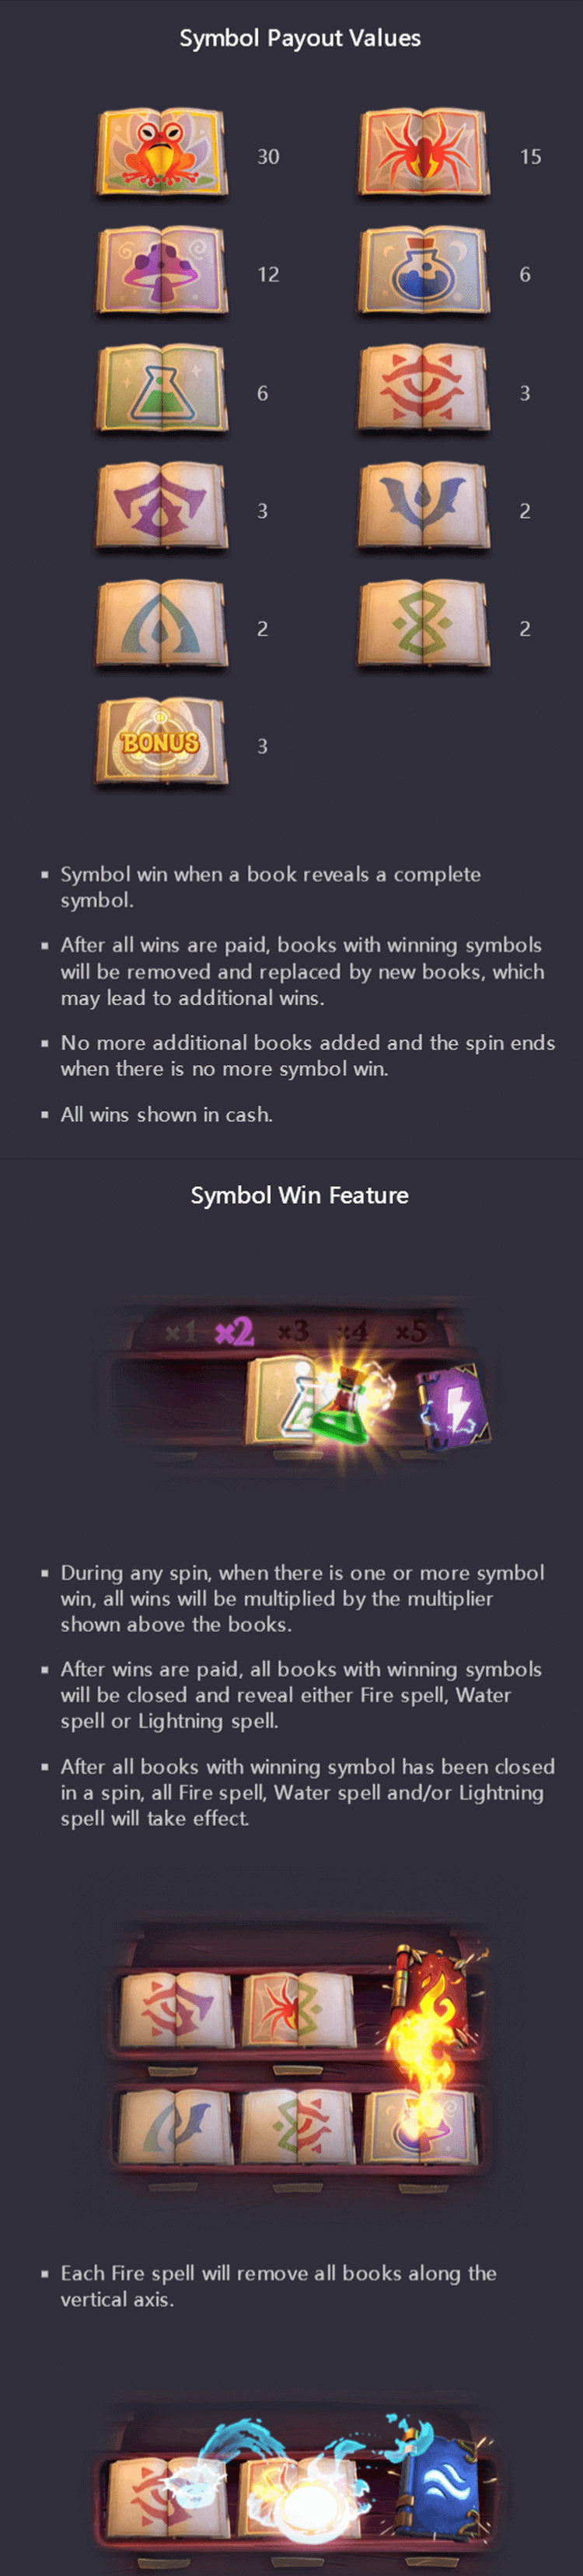 Symbol Payout Values
30
15
12
6
6
3
3
2
2
2
BONUS
3
▪ Symbol win when a book reveals a complete
symbol.
▪ After all wins are paid, books with winning symbols
will be removed and replaced by new books, which
may lead to additional wins.
▪ No more additional books added and the spin ends
when there is no more symbol win.
▪ All wins shown in cash.
Symbol Win Feature
×1 ×2 ×3 ×4 ×5
▪ During any spin, when there is one or more symbol
win, all wins will be multiplied by the multiplier
shown above the books.
▪ After wins are paid, all books with winning symbols
will be closed and reveal either Fire spell, Water
spell or Lightning spell.
▪ After all books with winning symbol has been closed
in a spin, all Fire spell, Water spell and/or Lightning
spell will take effect.
▪ Each Fire spell will remove all books along the
vertical axis.